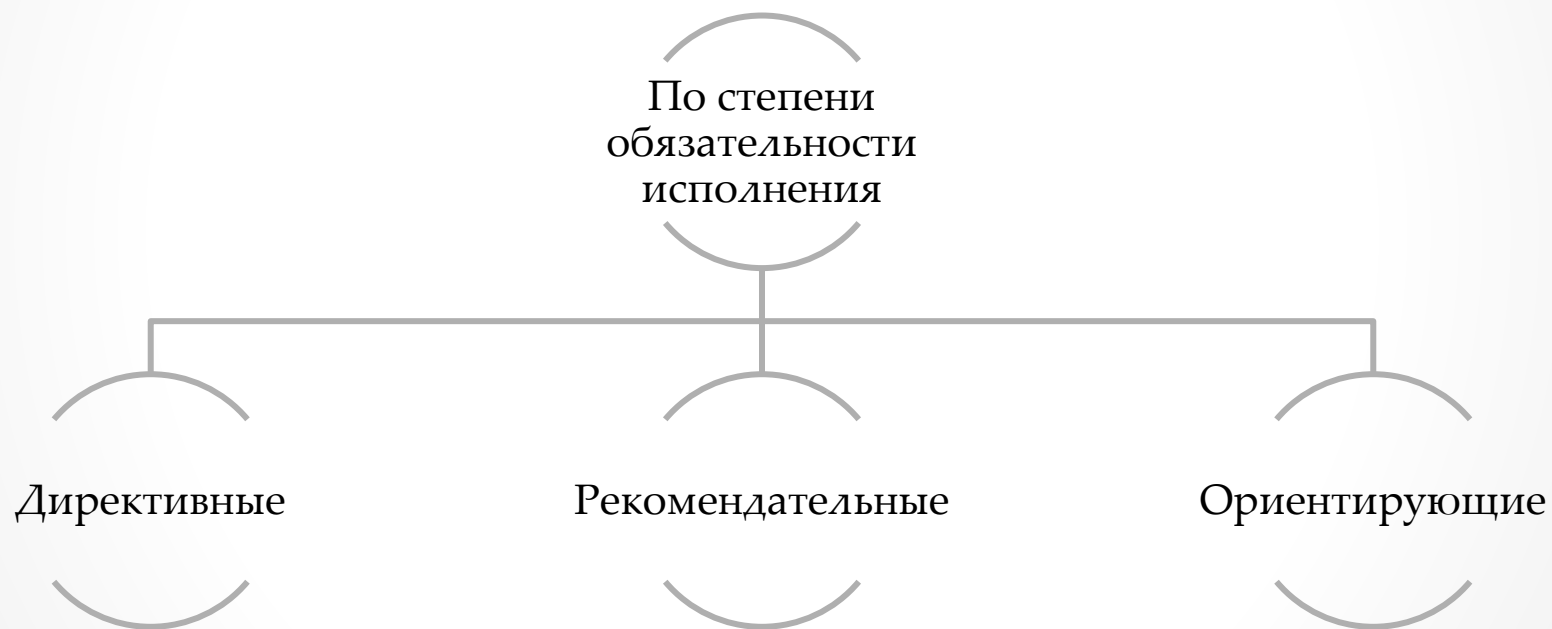 По степени
обязательности
исполнения
Директивные
Рекомендательные
Ориентирующие